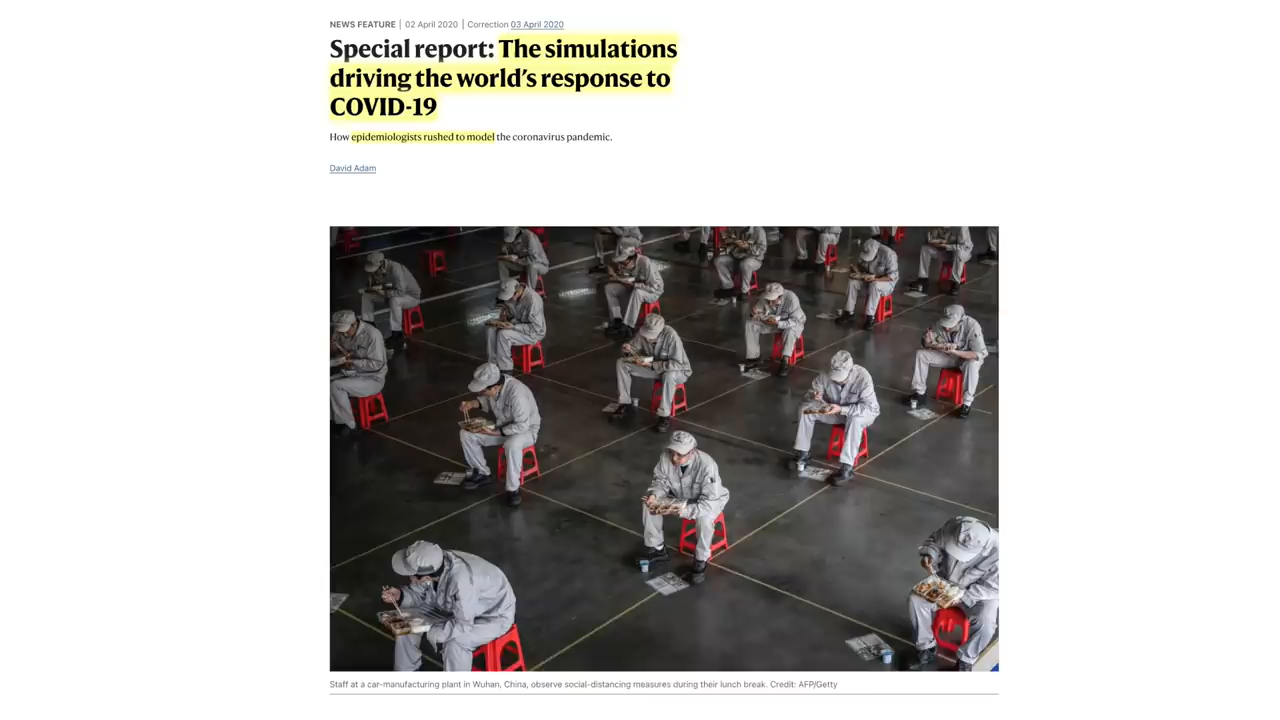 NEWS FEATURE | 02 April 2020 | Correction 03 April 2020
Special report: The simulations
driving the world’s response to
COVID-19
How epidemiologists rushed to model the coronavirus pandemic.
David Adam
Staff at a car-manufacturing plant in Wuhan, China, observe social-distancing measures during their lunch break. Credit: AFP/Getty